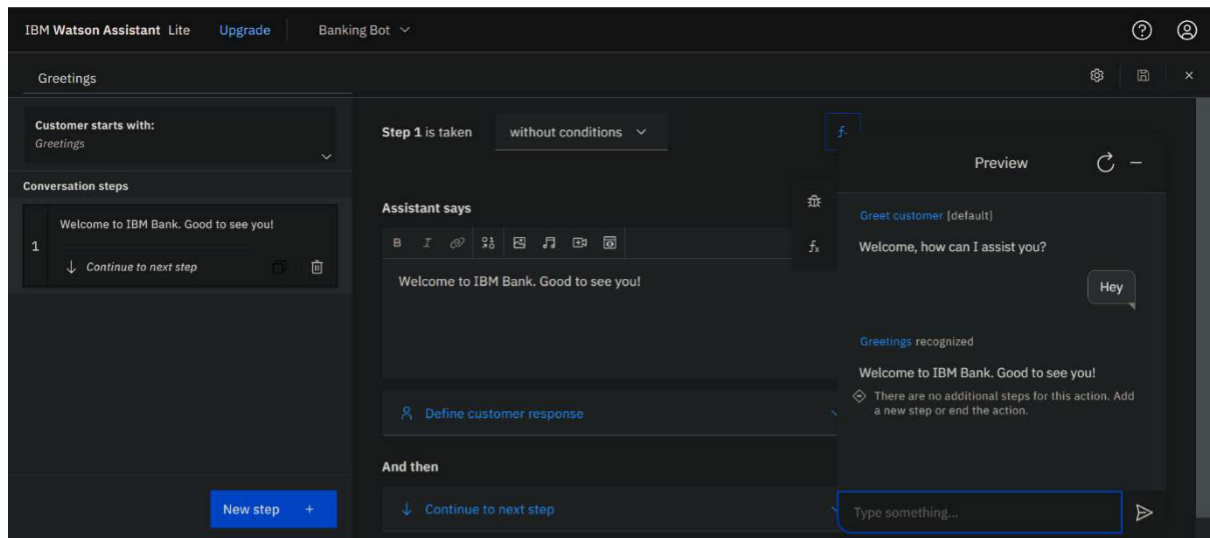 IBM Watson Assistant Lite Upgrade Banking Bot
Greetings
Customer starts with:
Greetings
Conversation steps
1
Welcome to IBM Bank. Good to see you!
Continue to next step
New step +
Step 1 is taken without conditions
Assistant says
B I
Welcome to IBM Bank. Good to see you!
Define customer response
And then
Continue to next step
fx
Preview
Greet customer [default]
Welcome, how can I assist you?
Hey
Greetings recognized
Welcome to IBM Bank. Good to see you!
There are no additional steps for this action. Add
a new step or end the action.
Type something...